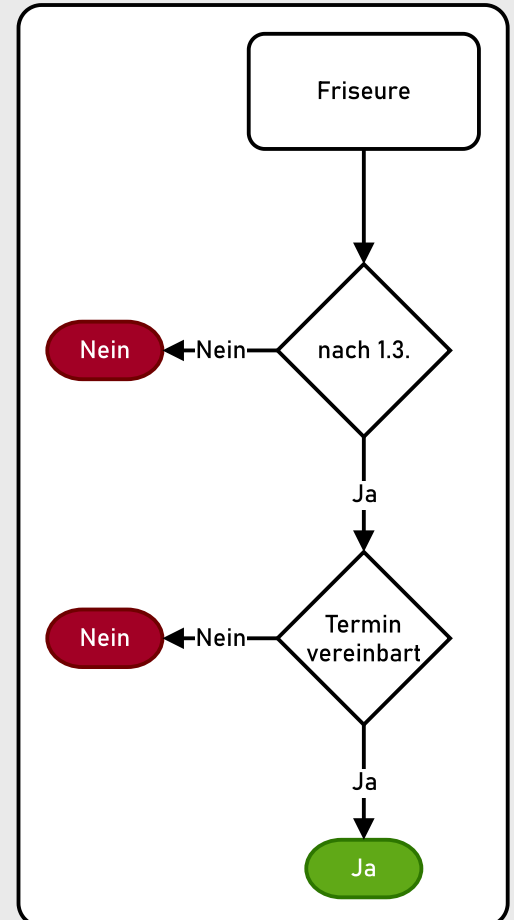 Friseure
Nein
Nein
nach 1.3.
Ja
Nein
Nein
Termin
vereinbart
Ja
Ja